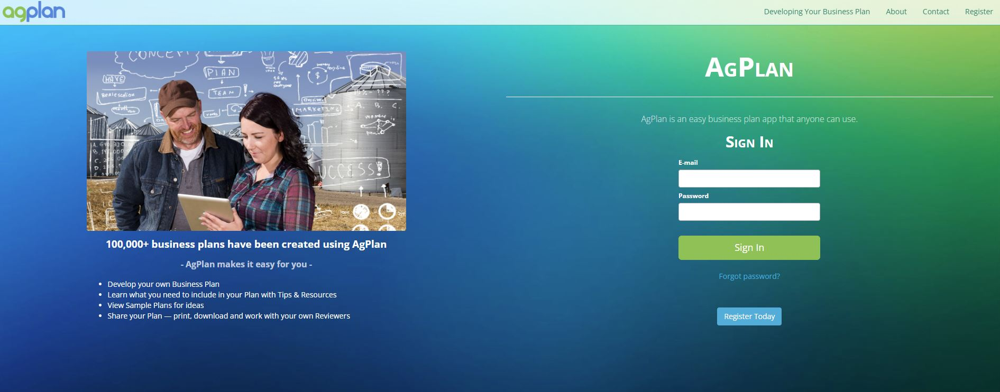 agplan
Developing Your Business Plan
About
Contact
Register
CONCEPT
PLAN
HAVE
TEAM
MARKETING
A. B. C.
MONEY
AgPlan
AgPlan is an easy business plan app that anyone can use.
Sign In
E-mail
Password
Sign In
Forgot password?
Register Today
100,000+ business plans have been created using AgPlan
- AgPlan makes it easy for you -
Develop your own Business Plan
Learn what you need to include in your Plan with Tips & Resources
View Sample Plans for ideas
Share your Plan — print, download and work with your own Reviewers